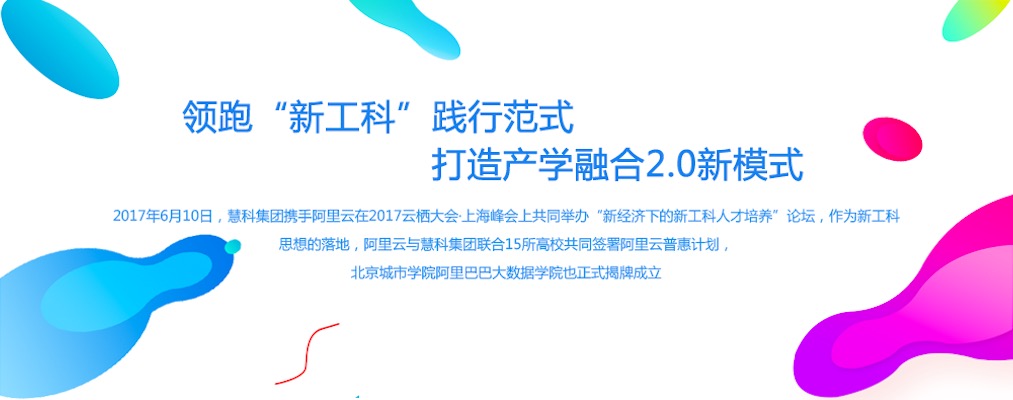 领跑“新工科”践行范式
打造产学融合2.0新模式
2017年6月10日，慧科集团携手阿里云在2017云栖大会·上海峰会上共同举办“新经济下的新工科人才培养”论坛，作为新工科
思想的落地，阿里云与慧科集团联合15所高校共同签署阿里云普惠计划，
北京城市学院阿里巴巴大数据学院也正式揭牌成立